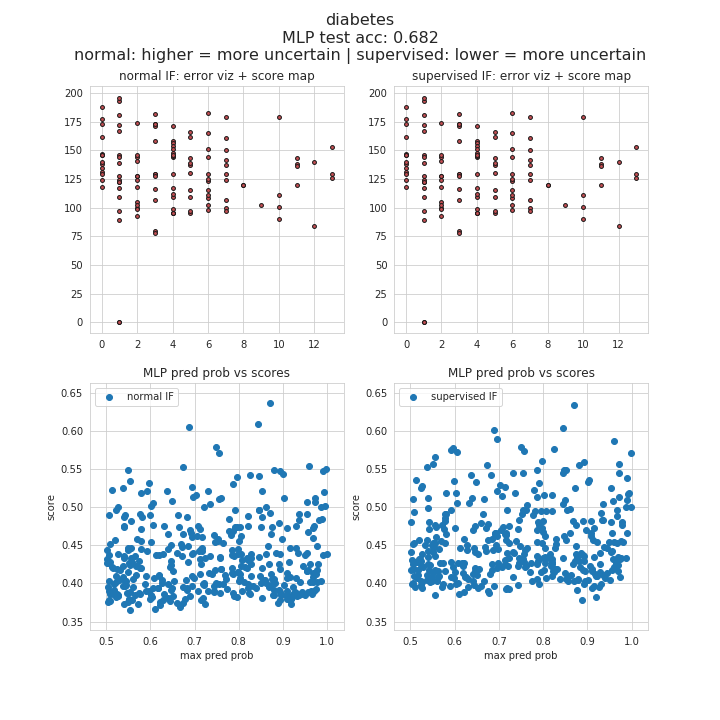 diabetes
MLP test acc: 0.682
normal: higher = more uncertain | supervised: lower = more uncertain
normal IF: error viz + score map
supervised IF: error viz + score map
200
175
150
125
100
75
50
25
0
0 2 4 6 8 10 12
200
175
150
125
100
75
50
25
0
0 2 4 6 8 10 12
MLP pred prob vs scores
normal IF
0.65
0.60
0.55
0.50
0.45
0.40
0.35
score
0.5 0.6 0.7 0.8 0.9 1.0
max pred prob
MLP pred prob vs scores
supervised IF
0.65
0.60
0.55
0.50
0.45
0.40
0.35
score
0.5 0.6 0.7 0.8 0.9 1.0
max pred prob